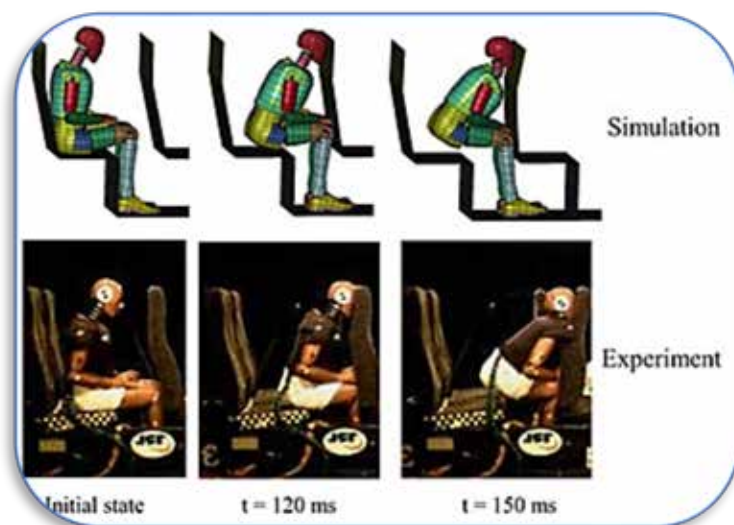 Simulation
Experiment
Initial state
t = 120 ms
t = 150 ms